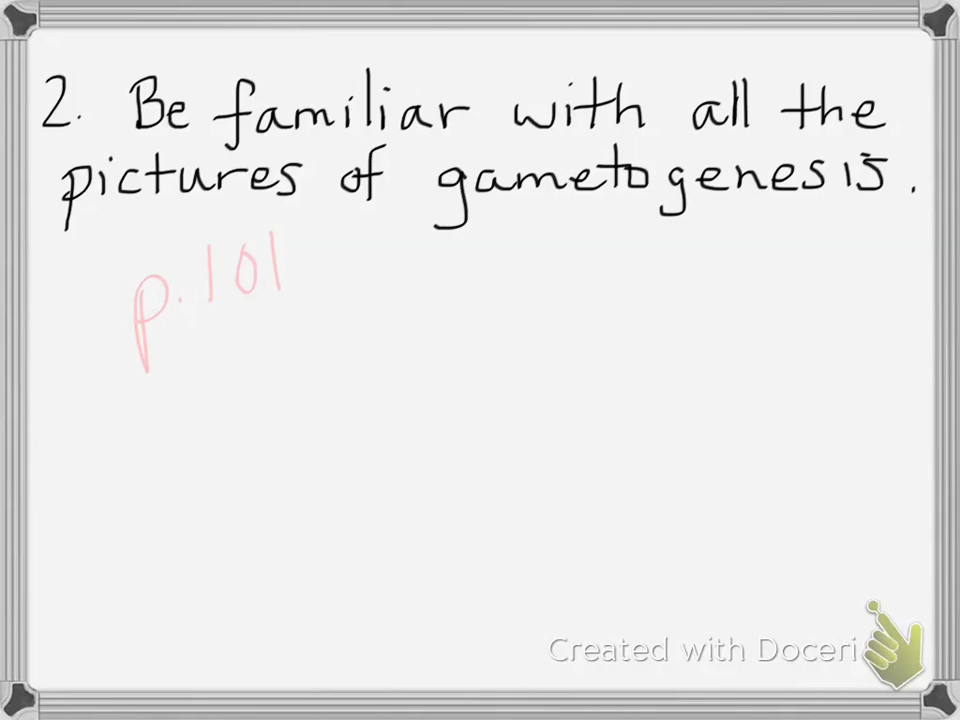 2. Be familiar with all the
pictures of gametogenesis.
p.101
Created with Doceri